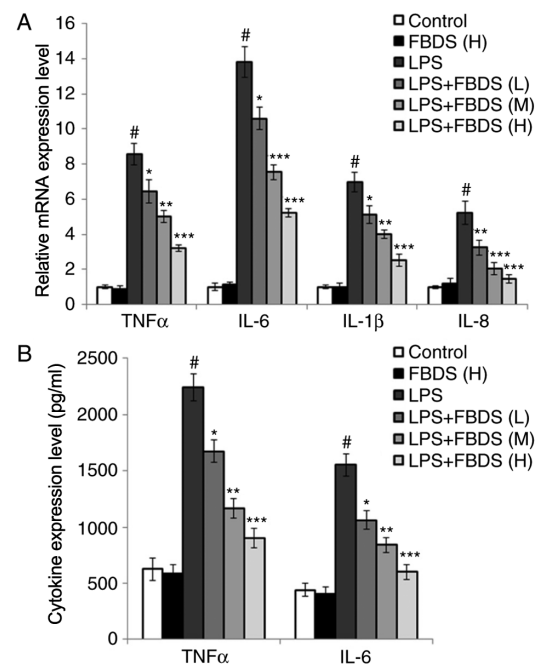 A
Relative mRNA expression level
16
14
12
10
8
6
4
2
0
Control
FBDS (H)
LPS
LPS+FBDS (L)
LPS+FBDS (M)
LPS+FBDS (H)
# * ** ***
# * *** ***
# * ** ***
# ** *** ***
TNFα IL-6 IL-1β IL-8
B
Cytokine expression level (pg/ml)
2500
2000
1500
1000
500
0
Control
FBDS (H)
LPS
LPS+FBDS (L)
LPS+FBDS (M)
LPS+FBDS (H)
# * ** ***
# * ** ***
TNFα IL-6